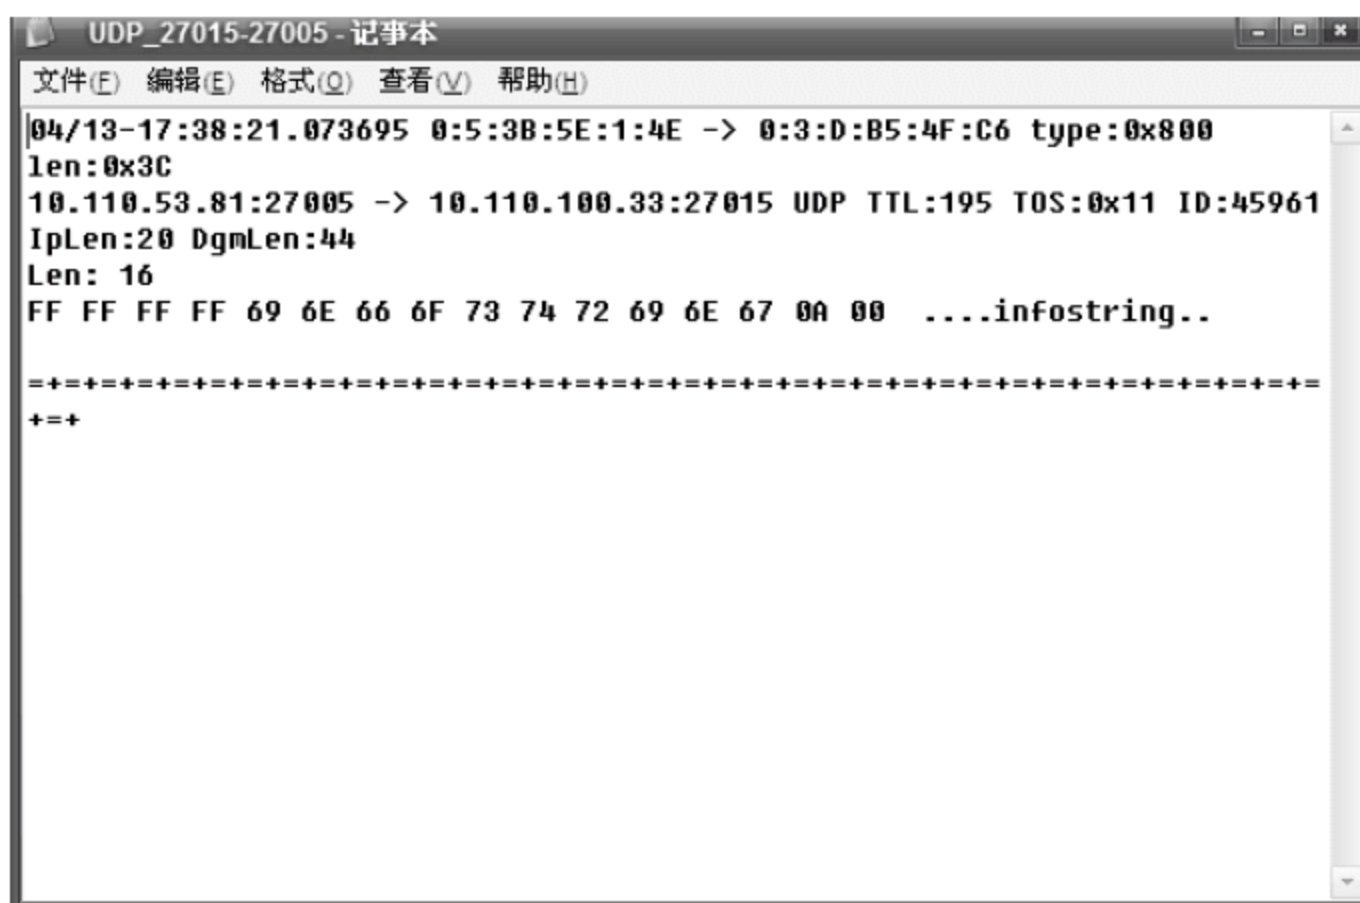 UDP_27015-27005 - 记事本
文件(F) 编辑(E) 格式(O) 查看(V) 帮助(H)
04/13-17:38:21.073695 0:5:3B:5E:1:4E -> 0:3:D:B5:4F:C6 type:0x800
len:0x3C
10.110.53.81:27005 -> 10.110.100.33:27015 UDP TTL:195 TOS:0x11 ID:45961
IpLen:20 DgmLen:44
Len: 16
FF FF FF FF 69 6E 66 6F 73 74 72 69 6E 67 0A 00 ....infostring..
=+=+=+=+=+=+=+=+=+=+=+=+=+=+=+=+=+=+=+=+=+=+=+=+=+=+=+=+=+=+=+=+=+=+=+=
+=+